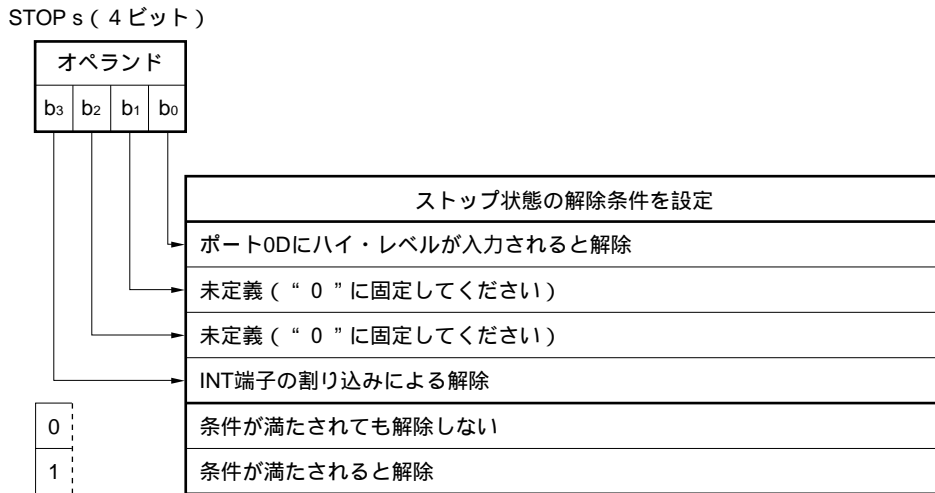 STOP s（4ビット）
オペランド
b3 b2 b1 b0
ストップ状態の解除条件を設定
ポート0Dにハイ・レベルが入力されると解除
未定義（“0”に固定してください）
未定義（“0”に固定してください）
INT端子の割り込みによる解除
0 条件が満たされても解除しない
1 条件が満たされると解除